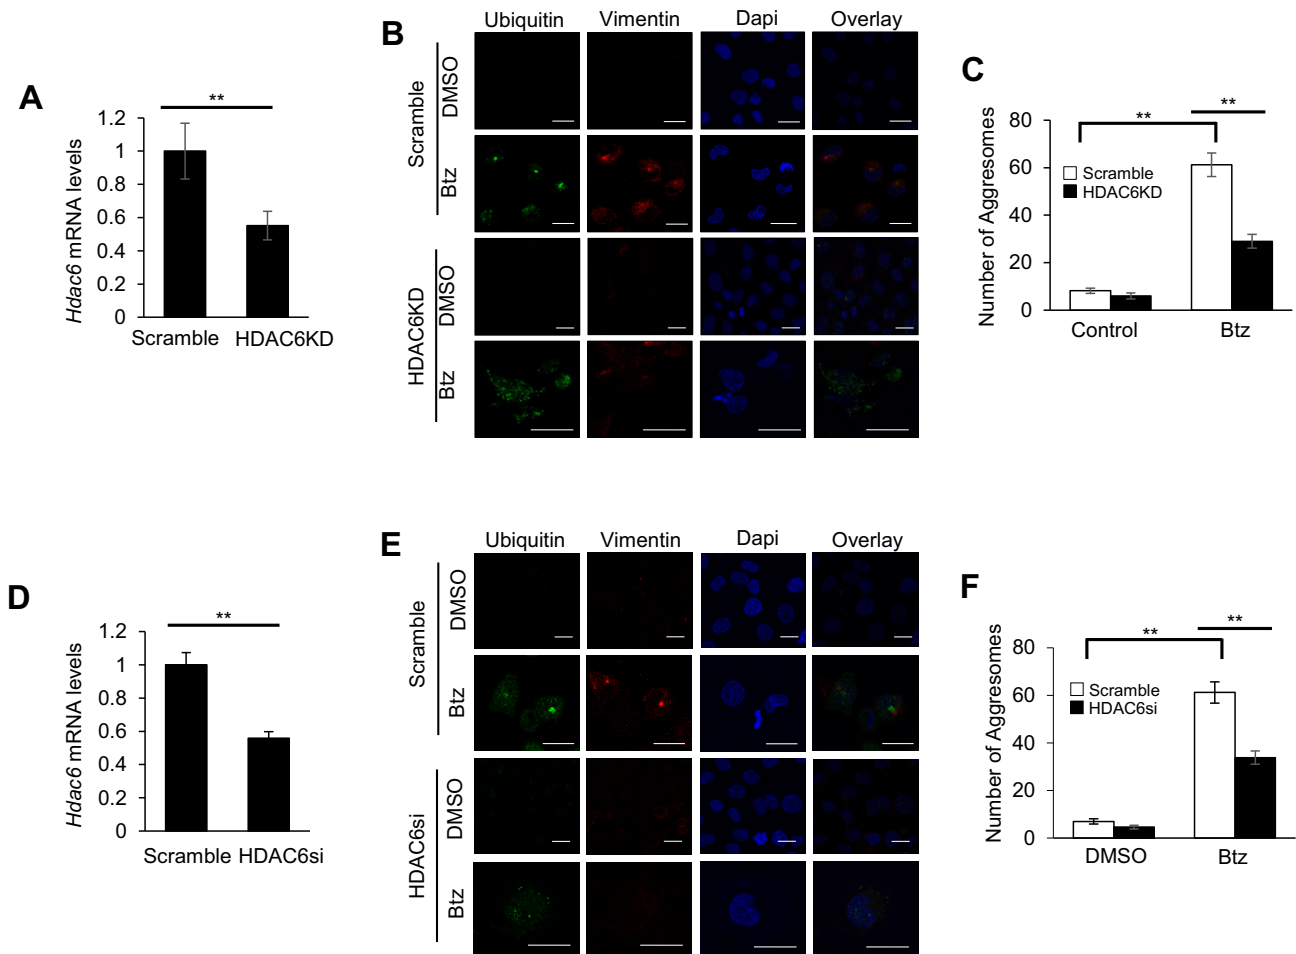 A
**
Hdac6 mRNA levels
1.2
1
0.8
0.6
0.4
0.2
0
Scramble HDAC6KD
B
Ubiquitin Vimentin Dapi Overlay
Scramble
DMSO
Btz
HDAC6KD
DMSO
Btz
C
** **
Number of Aggresomes
80
60
40
20
0
Scramble
HDAC6KD
Control Btz
D
**
Hdac6 mRNA levels
1.2
1
0.8
0.6
0.4
0.2
0
Scramble HDAC6si
E
Ubiquitin Vimentin Dapi Overlay
Scramble
DMSO
Btz
HDAC6si
DMSO
Btz
F
** **
Number of Aggresomes
80
60
40
20
0
Scramble
HDAC6si
DMSO Btz